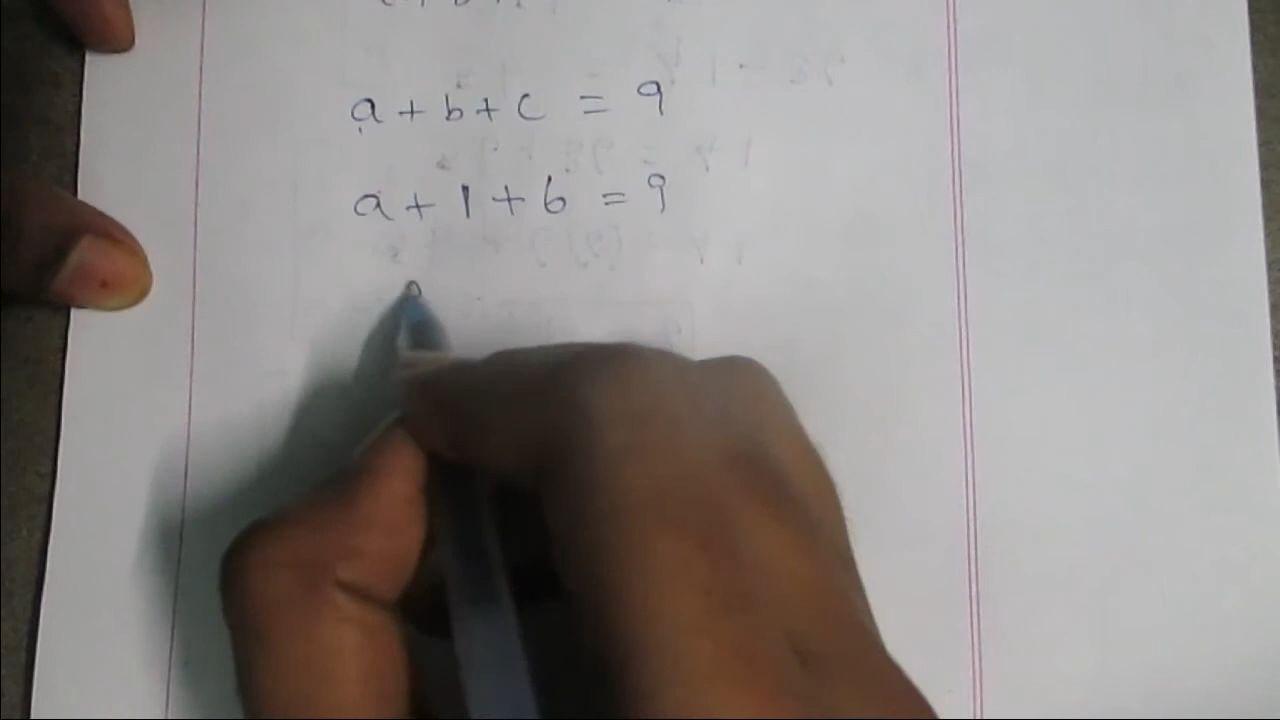 a + b + c = 9
a + 1 + 6 = 9